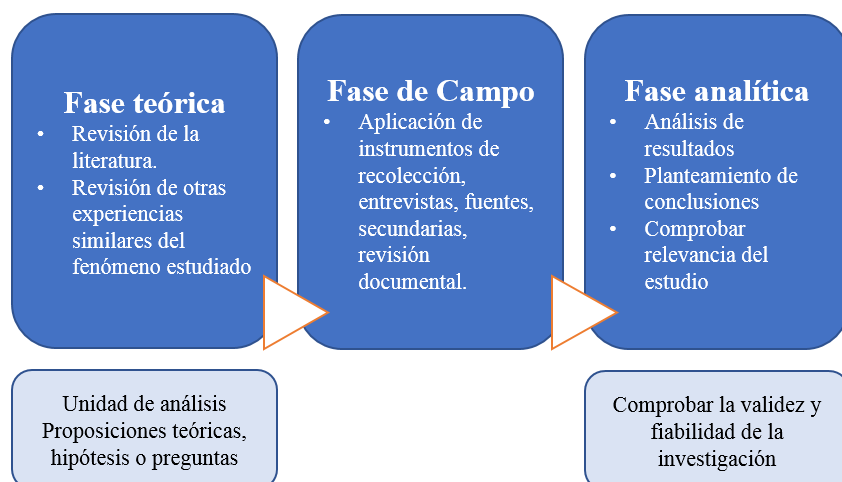 Fase teórica
• Revisión de la
literatura.
• Revisión de otras
experiencias
similares del
fenómeno estudiado
Fase de Campo
• Aplicación de
instrumentos de
recolección,
entrevistas, fuentes,
secundarias,
revisión
documental.
Fase analítica
• Análisis de
resultados
• Planteamiento de
conclusiones
• Comprobar
relevancia del
estudio
Unidad de análisis
Proposiciones teóricas,
hipótesis o preguntas
Comprobar la validez y
fiabilidad de la
investigación